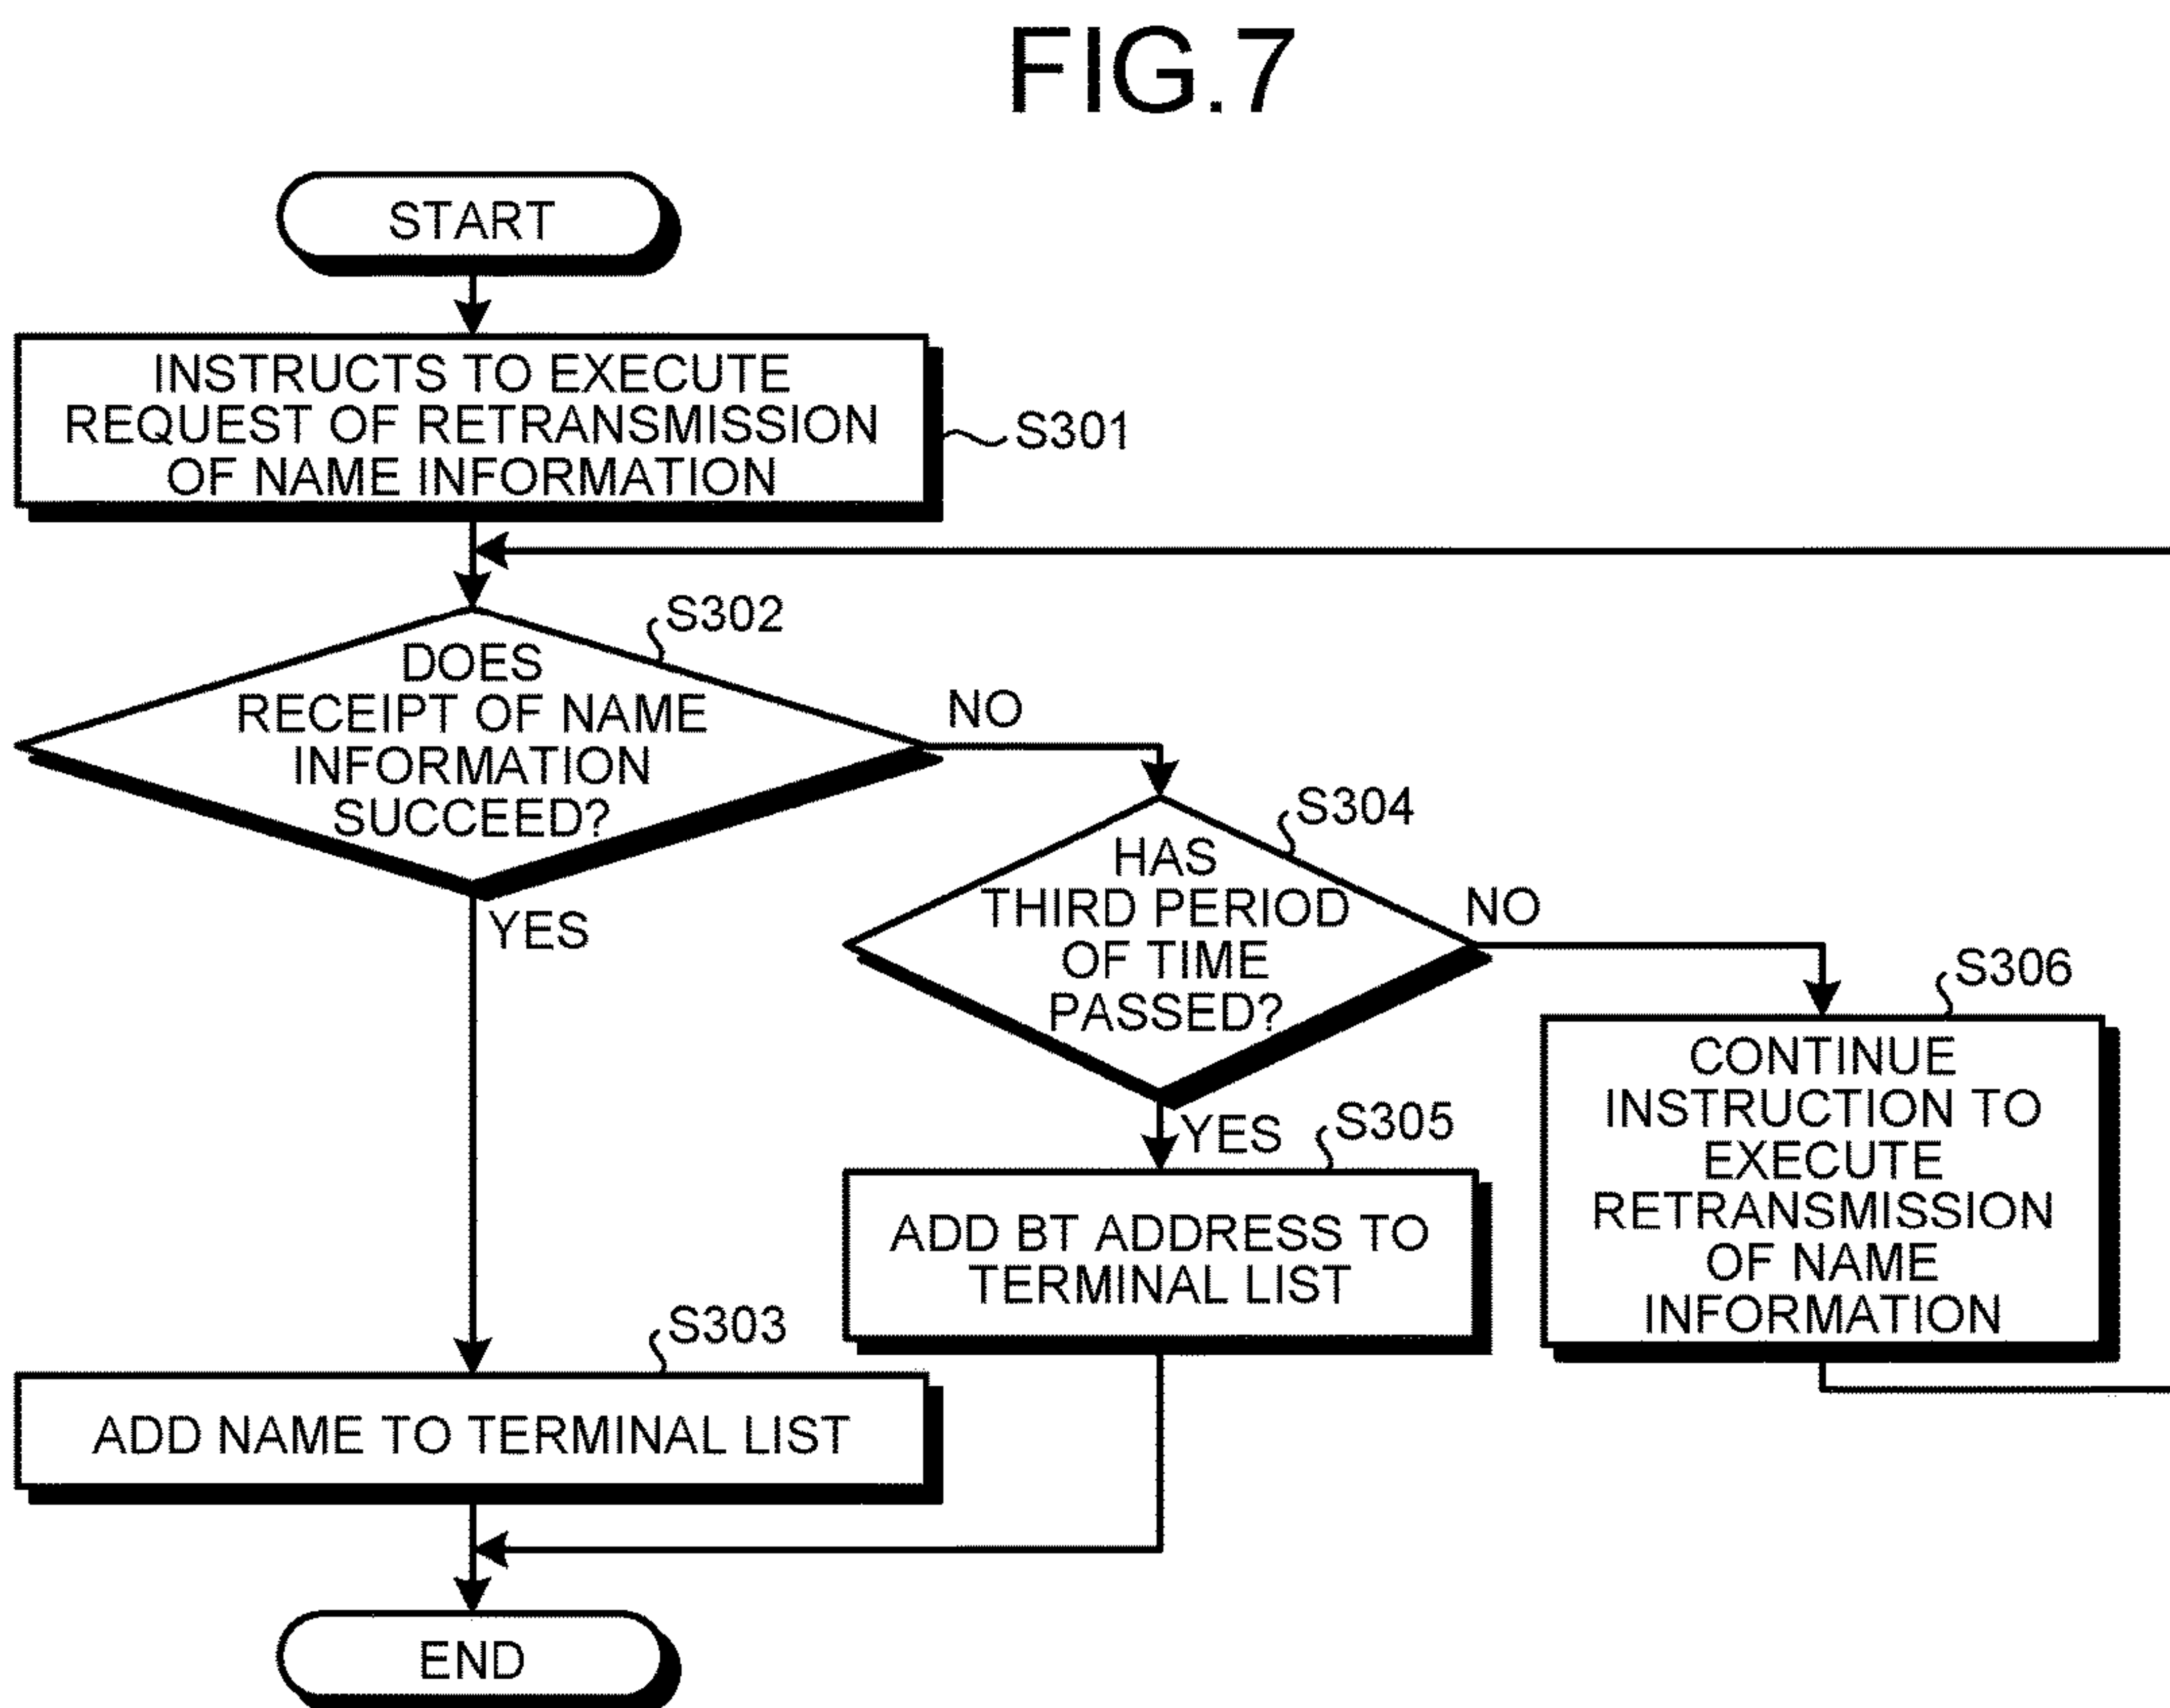 FIG.7
START
INSTRUCTS TO EXECUTE
REQUEST OF RETRANSMISSION
OF NAME INFORMATION
S301
S302
DOES
RECEIPT OF NAME
INFORMATION
SUCCEED?
NO
YES
S304
HAS
THIRD PERIOD
OF TIME
PASSED?
NO
YES
S306
CONTINUE
INSTRUCTION TO
EXECUTE
RETRANSMISSION
OF NAME
INFORMATION
S305
ADD BT ADDRESS TO
TERMINAL LIST
S303
ADD NAME TO TERMINAL LIST
END